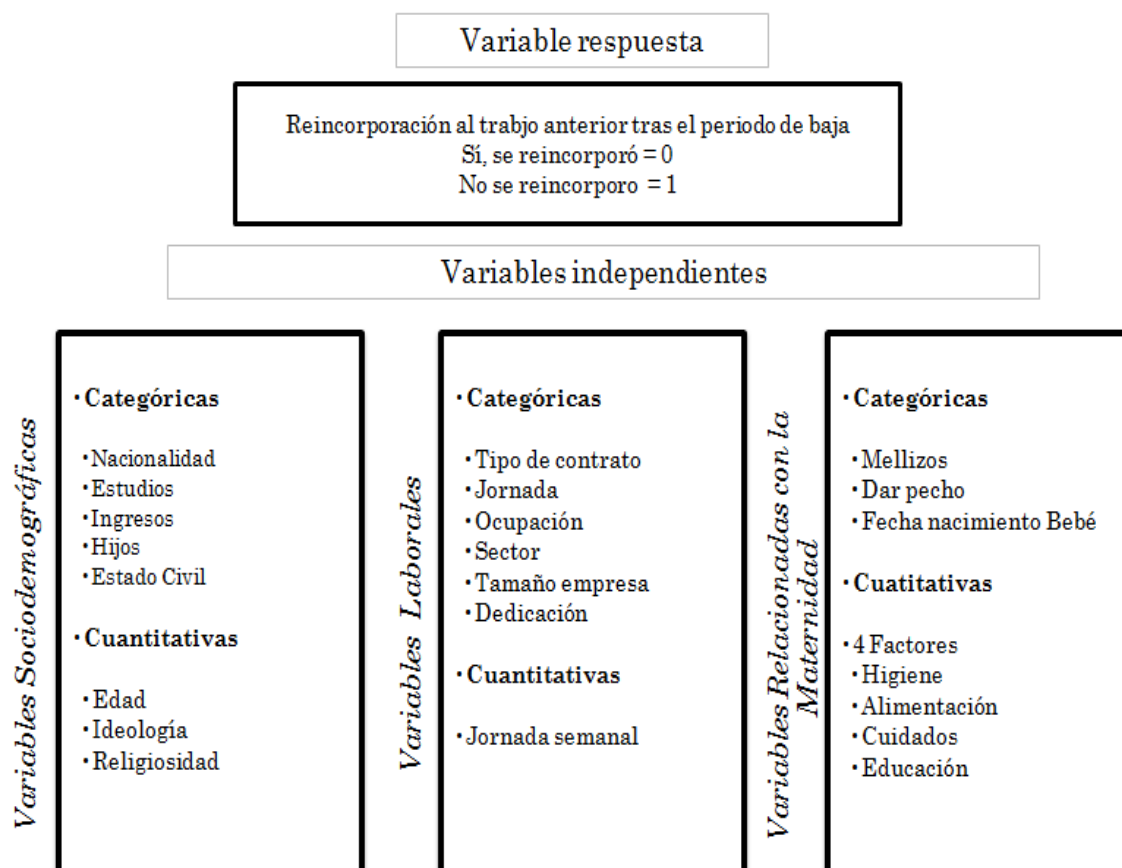 Variable respuesta
Reincorporación al trabjo anterior tras el periodo de baja
Sí, se reincorporó = 0
No se reincorporo = 1
Variables independientes
Variables Sociodemográficas
· Categóricas
· Nacionalidad
· Estudios
· Ingresos
· Hijos
· Estado Civil
· Cuantitativas
· Edad
· Ideología
· Religiosidad
Variables Laborales
· Categóricas
· Tipo de contrato
· Jornada
· Ocupación
· Sector
· Tamaño empresa
· Dedicación
· Cuantitativas
· Jornada semanal
Variables Relacionadas con la
Maternidad
· Categóricas
· Mellizos
· Dar pecho
· Fecha nacimiento Bebé
· Cuatitativas
· 4 Factores
· Higiene
· Alimentación
· Cuidados
· Educación